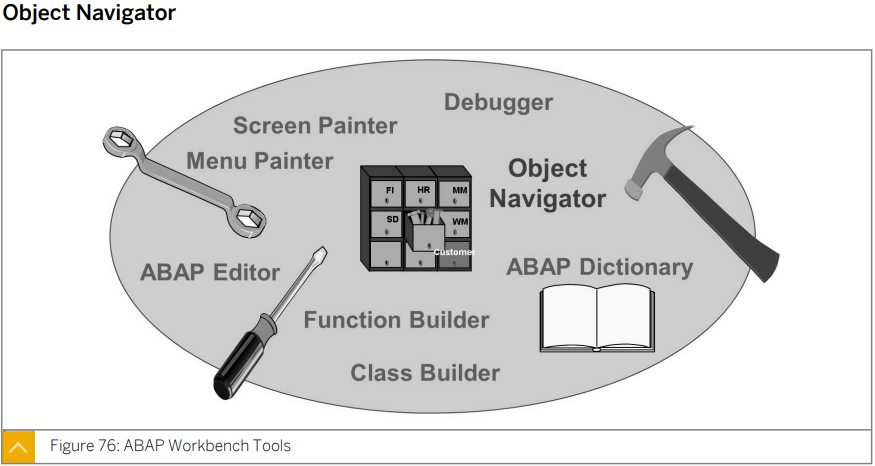 Object Navigator
Debugger
Screen Painter
Menu Painter
Object
Navigator
FI HR MM
SD WM
Customer
ABAP Editor
ABAP Dictionary
Function Builder
Class Builder
Figure 76: ABAP Workbench Tools